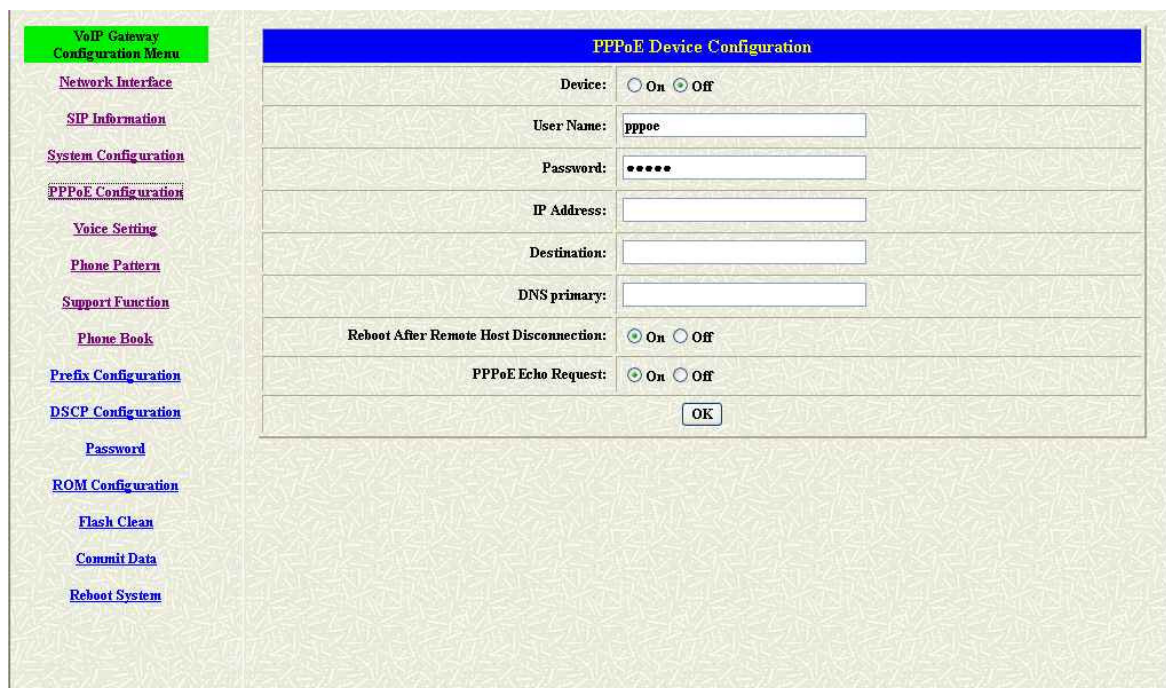 VoIP Gateway
Configuration Menu
Network Interface
SIP Information
System Configuration
PPPoE Configuration
Voice Setting
Phone Pattern
Support Function
Phone Book
Prefix Configuration
DSCP Configuration
Password
ROM Configuration
Flash Clean
Commit Data
Reboot System
PPPoE Device Configuration
Device: On Off
User Name: pppoe
Password: •••••
IP Address:
Destination:
DNS primary:
Reboot After Remote Host Disconnection: On Off
PPPoE Echo Request: On Off
OK